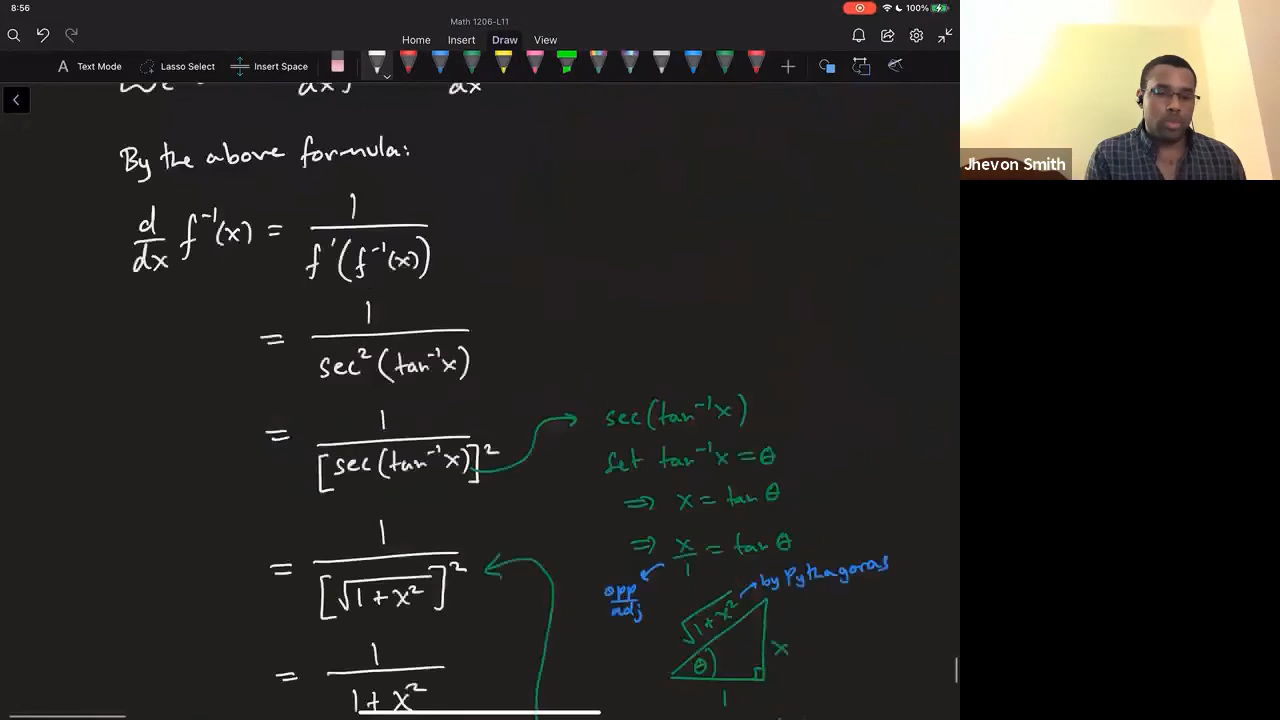 8:56
100%
Math 1206-L11
Home Insert Draw View
Text Mode Lasso Select Insert Space
Jhevon Smith
By the above formula:
d/dx f⁻¹(x) = 1/f'(f⁻¹(x))
= 1/sec²(tan⁻¹x)
= 1/[sec(tan⁻¹x)]²
= 1/[√1+x²]²
= 1/1+x²
sec(tan⁻¹x)
Set tan⁻¹x = θ
⇒ x = tan θ
⇒ x/1 = tan θ
opp/adj
by Pythagoras
√1+x²
θ
x
1